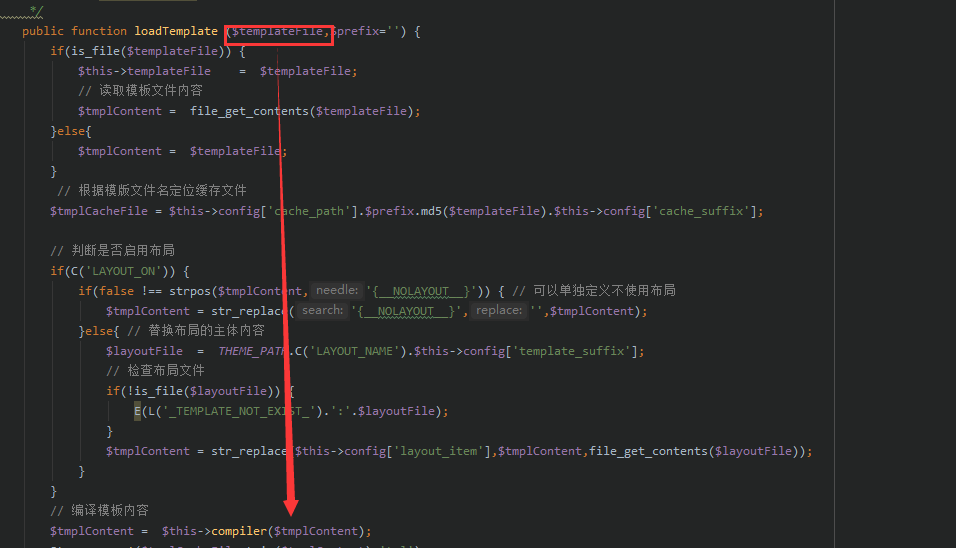 */
public function loadTemplate ($templateFile,$prefix='') {
if(is_file($templateFile)) {
$this->templateFile    =  $templateFile;
// 读取模板文件内容
$tmplContent =  file_get_contents($templateFile);
}else{
$tmplContent =  $templateFile;
}
// 根据模版文件名定位缓存文件
$tmplCacheFile = $this->config['cache_path'].$prefix.md5($templateFile).$this->config['cache_suffix'];
// 判断是否启用布局
if(C('LAYOUT_ON')) {
if(false !== strpos($tmplContent, needle: '{__NOLAYOUT__}')) { // 可以单独定义不使用布局
$tmplContent = str_replace( search: '{__NOLAYOUT__}', replace: '',$tmplContent);
}else{ // 替换布局的主体内容
$layoutFile  =  THEME_PATH.C('LAYOUT_NAME').$this->config['template_suffix'];
// 检查布局文件
if(!is_file($layoutFile)) {
E(L('_TEMPLATE_NOT_EXIST_').':'.$layoutFile);
}
$tmplContent = str_replace($this->config['layout_item'],$tmplContent,file_get_contents($layoutFile));
}
}
// 编译模板内容
$tmplContent =  $this->compiler($tmplContent);